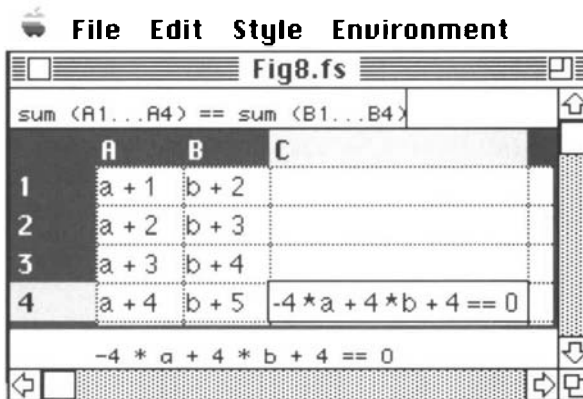 File Edit Style Environment
Fig8.fs
sum (A1...A4) == sum (B1...B4)
A B C
1 a + 1 b + 2
2 a + 2 b + 3
3 a + 3 b + 4
4 a + 4 b + 5 -4 *a + 4 *b + 4 == 0
-4 * a + 4 * b + 4 == 0